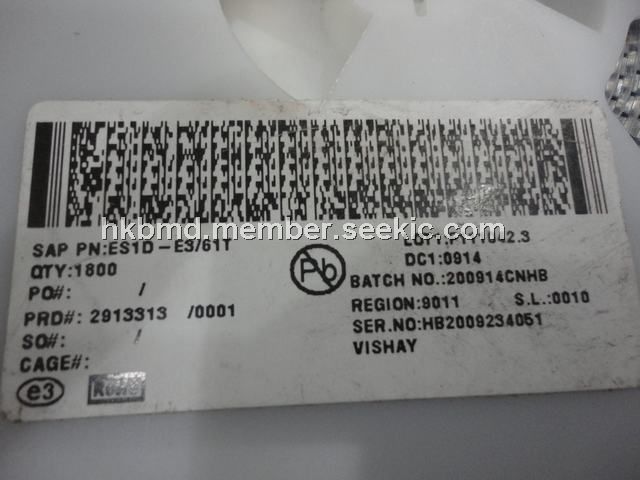 hkbmd.member.seekic.com
SAP PN:ES1D-E3/61T
QTY:1800
PO#: /
PRD#: 2913313 /0001
SO#: /
CAGE#:
e3
RoHS
Pb
DC1:0914
BATCH NO.:200914CNHB
REGION:9011 S.L.:0010
SER.NO:HB2009234051
VISHAY